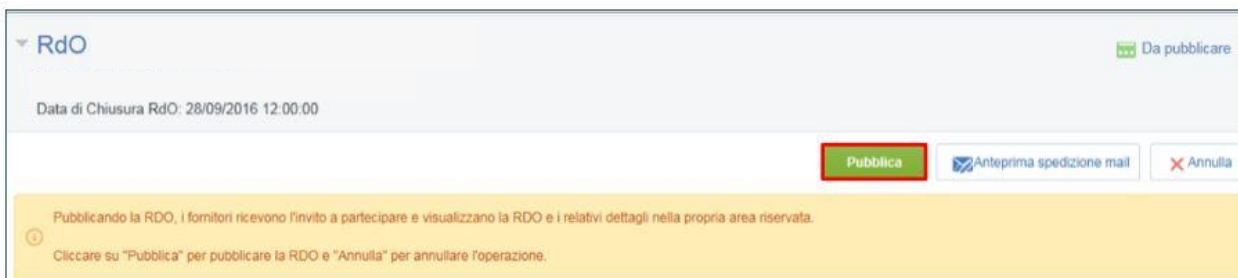 RdO
Da pubblicare
Data di Chiusura RdO: 28/09/2016 12:00:00
Pubblica Anteprima spedizione mail Annulla
Pubblicando la RDO, i fornitori ricevono l'invito a partecipare e visualizzano la RDO e i relativi dettagli nella propria area riservata.
Cliccare su "Pubblica" per pubblicare la RDO e "Annulla" per annullare l'operazione.